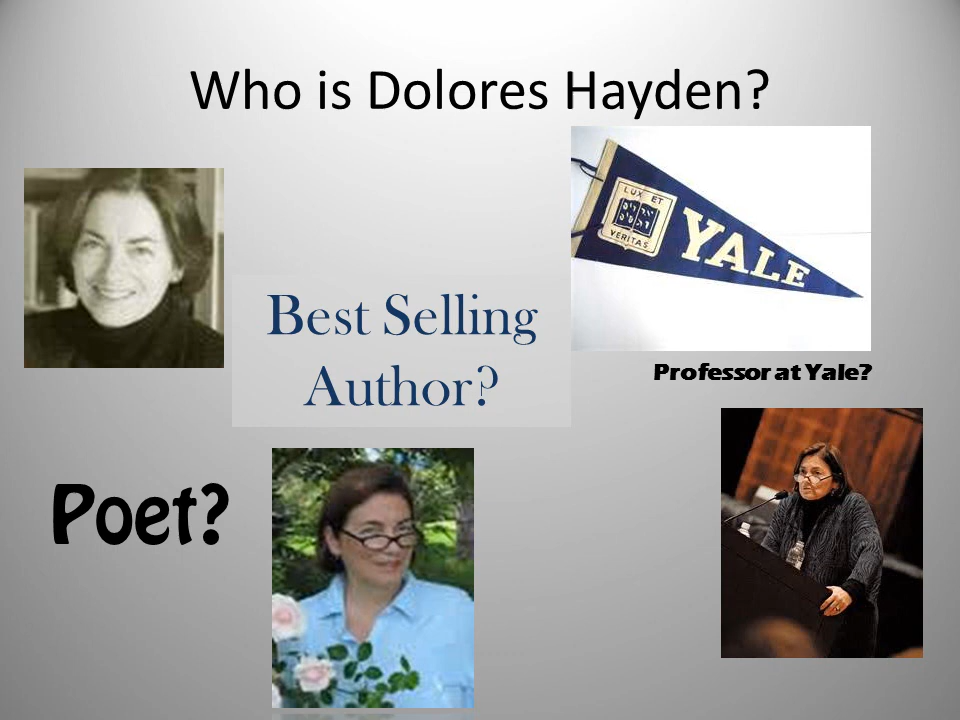 Who is Dolores Hayden?
LUX ET
VERITAS
YALE
Best Selling
Author?
Professor at Yale?
Poet?